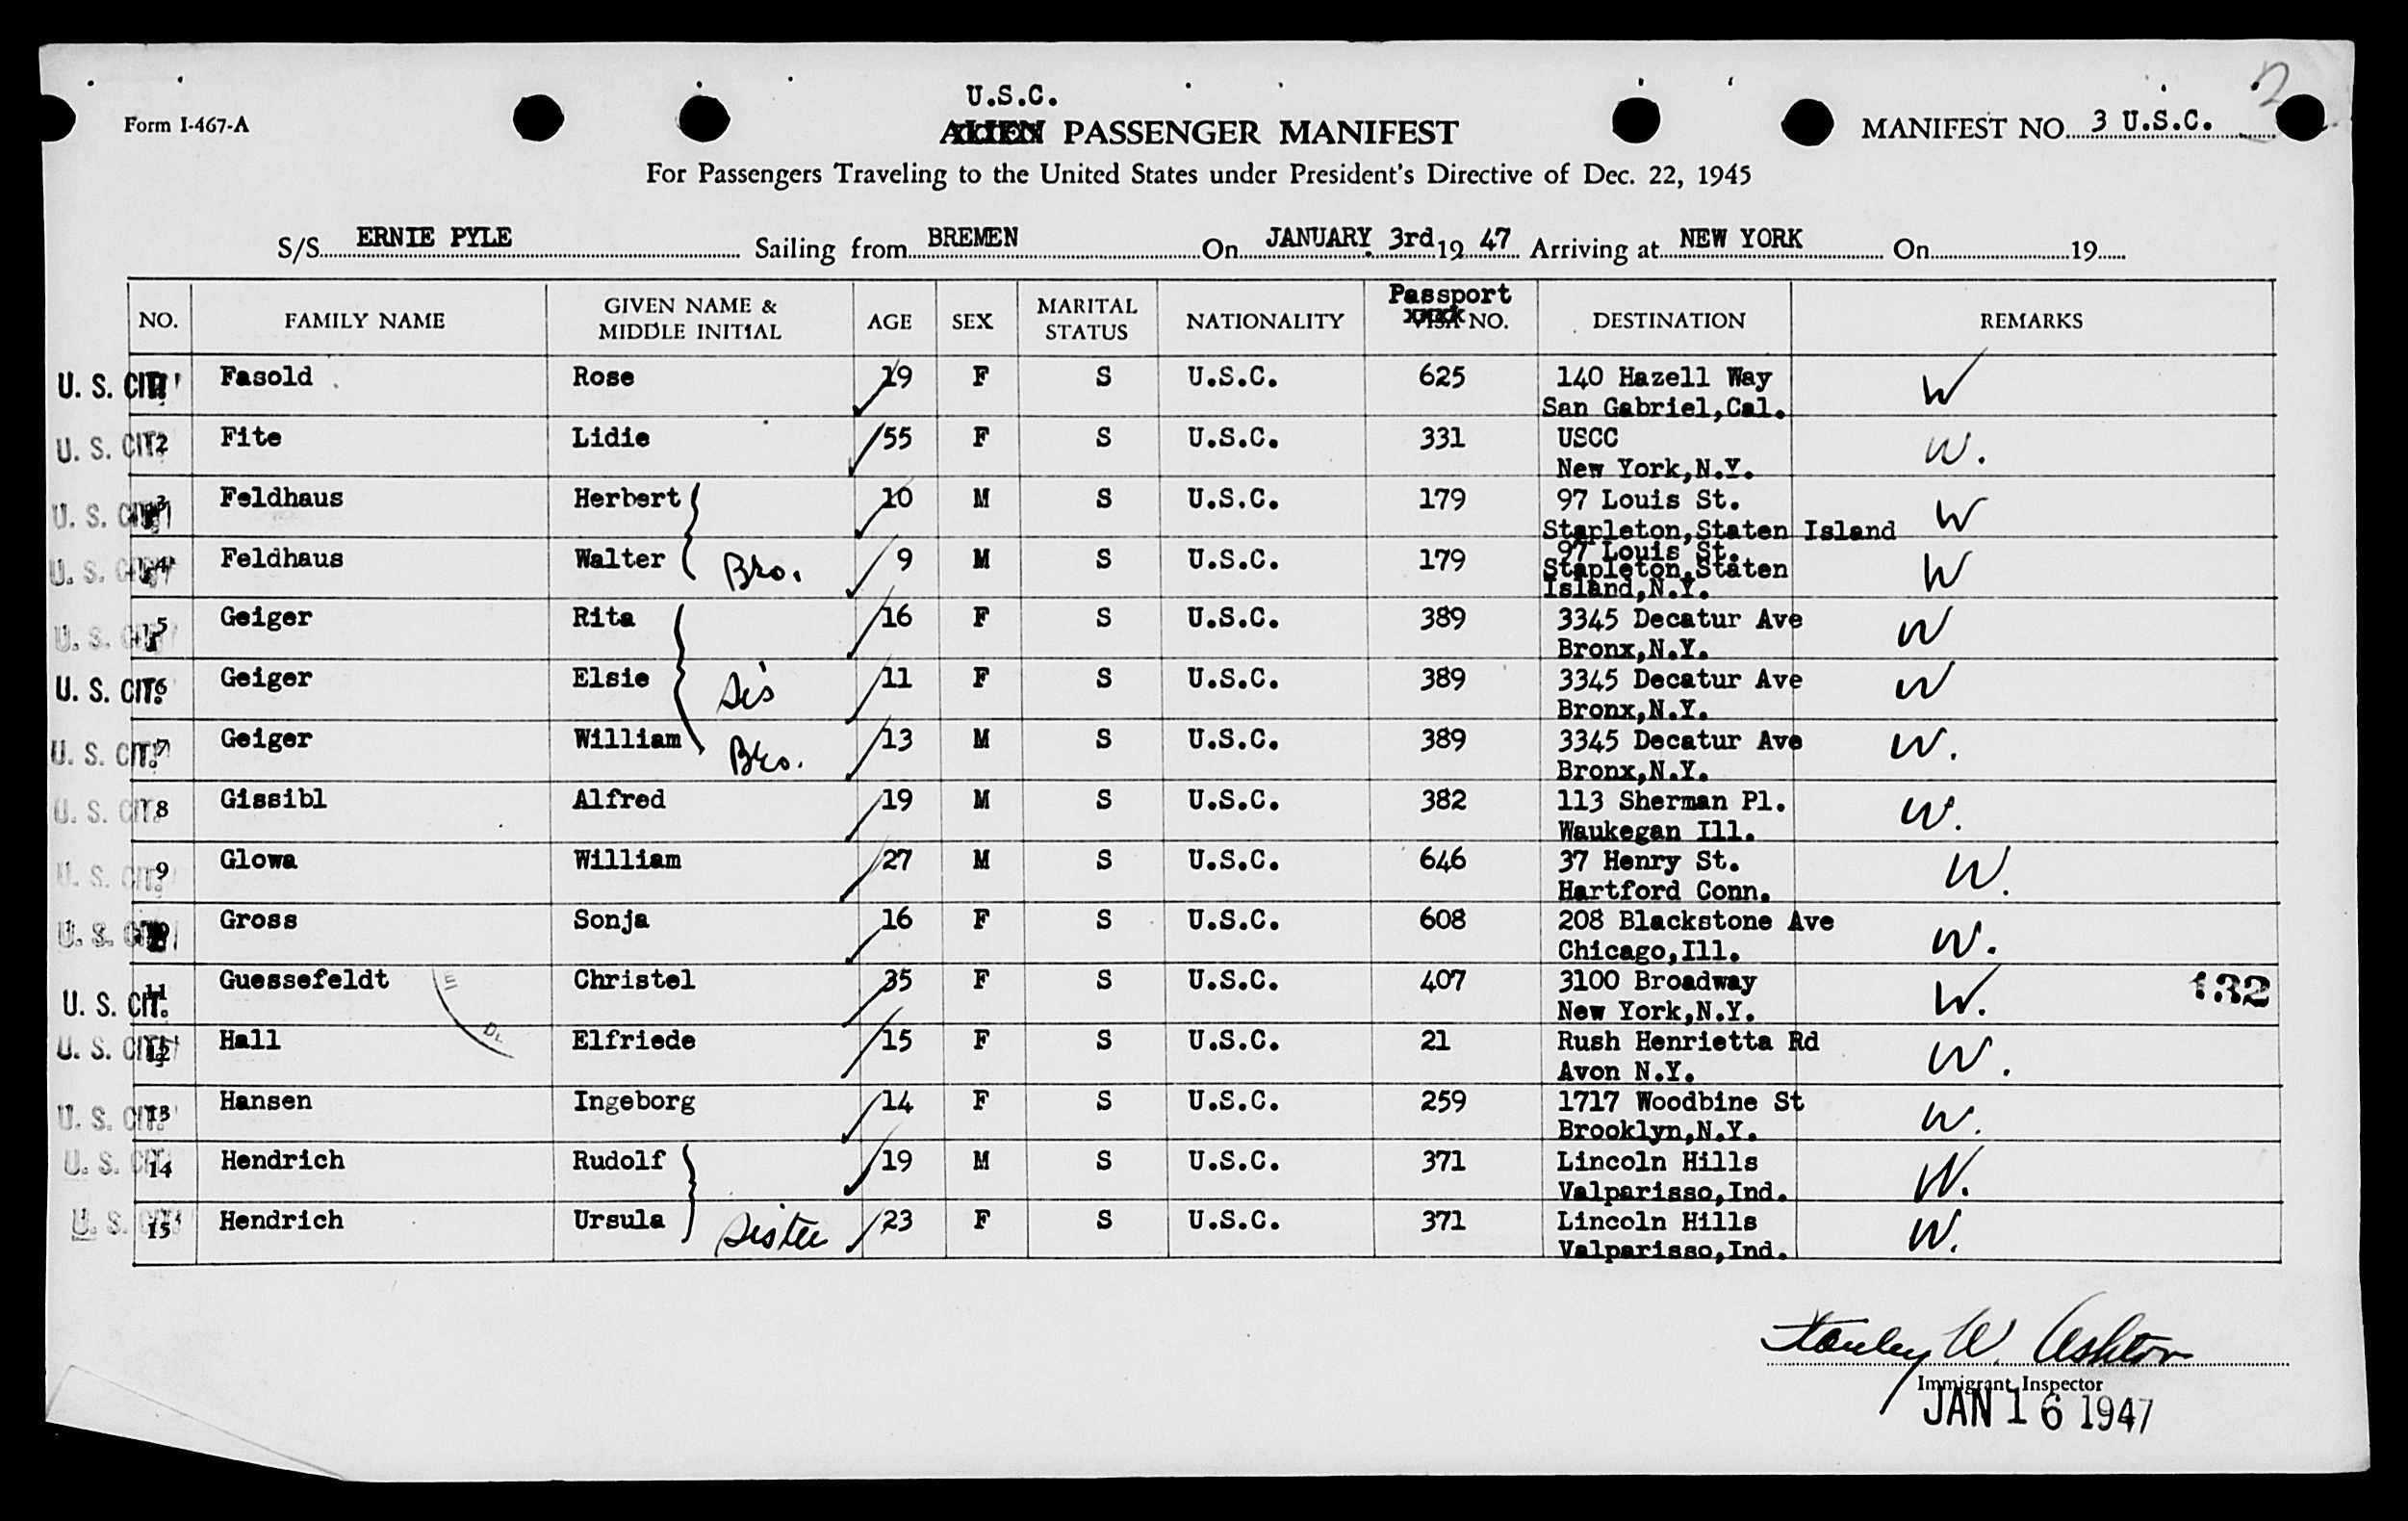 2
U.S.C.
Form I-467-A
ALIEN PASSENGER MANIFEST
MANIFEST NO. 3 U.S.C.
For Passengers Traveling to the United States under President's Directive of Dec. 22, 1945
S/S ERNIE PYLE Sailing from BREMEN On JANUARY 3rd 19 47 Arriving at NEW YORK On 19
NO. FAMILY NAME GIVEN NAME & MIDDLE INITIAL AGE SEX MARITAL STATUS NATIONALITY Passport VISA NO. DESTINATION REMARKS
U. S. CIT. Fasold Rose 19 F S U.S.C. 625 140 Hazell Way W
San Gabriel,Cal.
U. S. CIT. 2 Fite Lidie 55 F S U.S.C. 331 USCC W.
New York,N.Y.
U. S. CIT. 3 Feldhaus Herbert 10 M S U.S.C. 179 97 Louis St. W
Stapleton,Staten Island
U. S. CIT. 4 Feldhaus Walter Bro. 9 M S U.S.C. 179 97 Louis St. W
Stapleton,Staten
Island,N.Y.
U. S. CIT. 5 Geiger Rita 16 F S U.S.C. 389 3345 Decatur Ave W
Bronx,N.Y.
U. S. CIT. 6 Geiger Elsie Sis 11 F S U.S.C. 389 3345 Decatur Ave W
Bronx,N.Y.
U. S. CIT. 7 Geiger William Bro. 13 M S U.S.C. 389 3345 Decatur Ave W.
Bronx,N.Y.
U. S. CIT. 8 Gissibl Alfred 19 M S U.S.C. 382 113 Sherman Pl. W.
Waukegan Ill.
U. S. CIT. 9 Glowa William 27 M S U.S.C. 646 37 Henry St. W.
Hartford Conn.
U. S. CIT. Gross Sonja 16 F S U.S.C. 608 208 Blackstone Ave W.
Chicago,Ill.
U. S. CIT. 11 Guessefeldt Christel 35 F S U.S.C. 407 3100 Broadway W. 132
New York,N.Y.
U. S. CIT. 12 Hall Elfriede 15 F S U.S.C. 21 Rush Henrietta Rd W.
Avon N.Y.
U. S. CIT. 13 Hansen Ingeborg 14 F S U.S.C. 259 1717 Woodbine St W.
Brooklyn,N.Y.
U. S. CIT. 14 Hendrich Rudolf 19 M S U.S.C. 371 Lincoln Hills W.
Valparisso,Ind.
U. S. CIT. 15 Hendrich Ursula Sister 23 F S U.S.C. 371 Lincoln Hills W.
Valparisso,Ind.
Stanley W. Ashton
Immigrant Inspector
JAN 16 1947